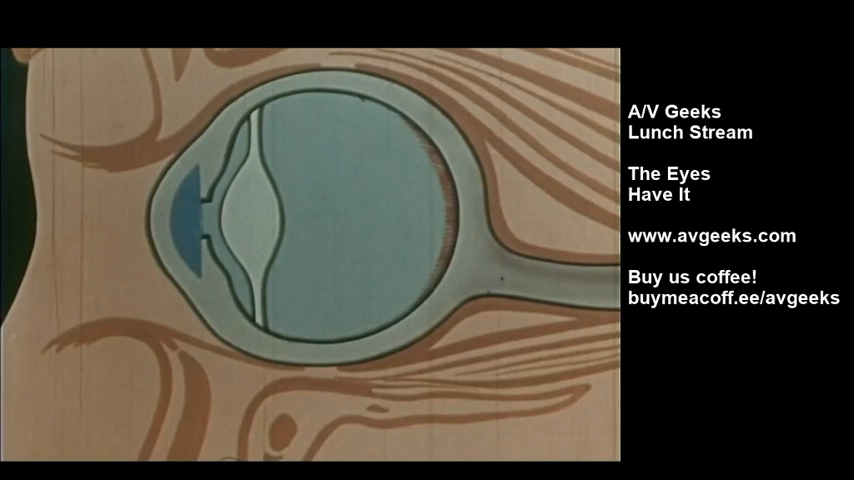 A/V Geeks
Lunch Stream
The Eyes
Have It
www.avgeeks.com
Buy us coffee!
buymeacoff.ee/avgeeks